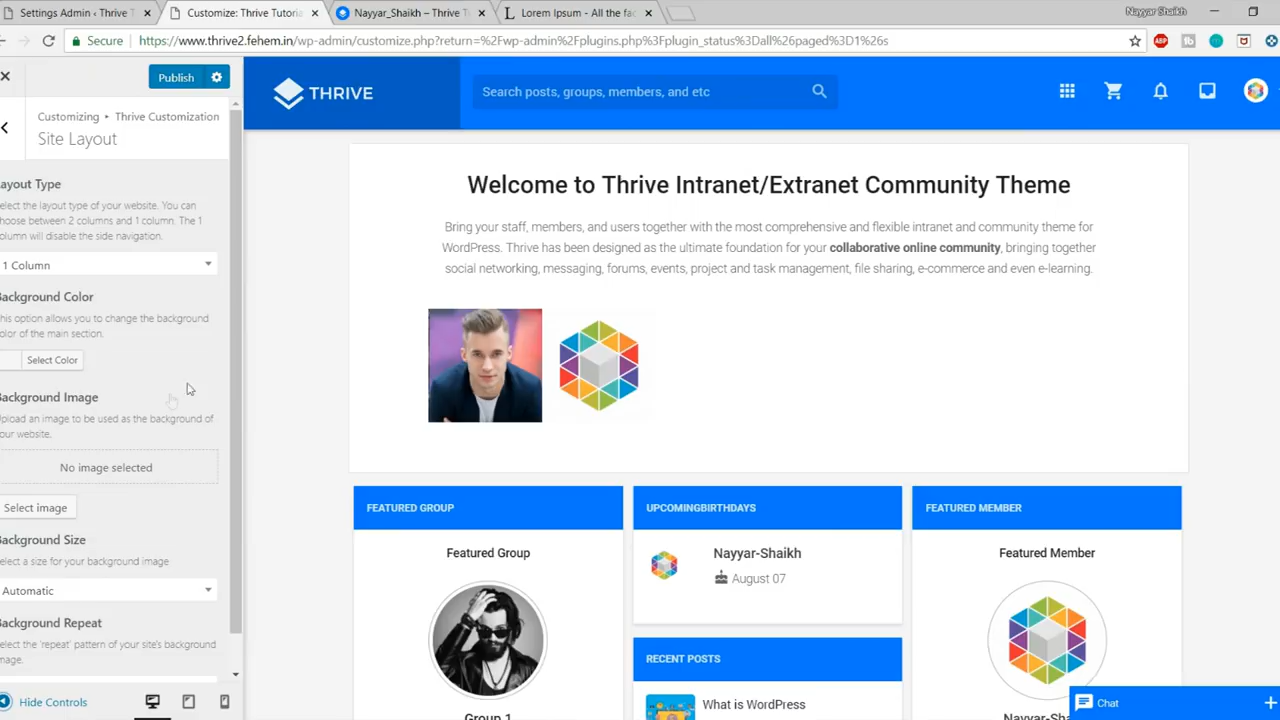 Settings Admin ‹ Thrive T
Customize: Thrive Tutoria
Nayyar_Shaikh – Thrive T
Lorem Ipsum - All the fac
Nayyar Shaikh
Secure
https://www.thrive2.fehem.in/wp-admin/customize.php?return=%2Fwp-admin%2Fplugins.php%3Fplugin_status%3Dall%26paged%3D1%26s
ABP
Publish
Customizing • Thrive Customization
Site Layout
ayout Type
elect the layout type of your website. You can
hoose between 2 columns and 1 column. The 1
olumn will disable the side navigation.
1 Column
ackground Color
his option allows you to change the background
olor of the main section.
Select Color
ackground Image
pload an image to be used as the background of
our website.
No image selected
Select image
ackground Size
elect a size for your background image
Automatic
ackground Repeat
elect the 'repeat' pattern of your site's background
mage.
Hide Controls
THRIVE
Search posts, groups, members, and etc
Welcome to Thrive Intranet/Extranet Community Theme
Bring your staff, members, and users together with the most comprehensive and flexible intranet and community theme for
WordPress. Thrive has been designed as the ultimate foundation for your collaborative online community, bringing together
social networking, messaging, forums, events, project and task management, file sharing, e-commerce and even e-learning.
FEATURED GROUP
Featured Group
Group 1
UPCOMINGBIRTHDAYS
Nayyar-Shaikh
August 07
RECENT POSTS
What is WordPress
FEATURED MEMBER
Featured Member
Chat